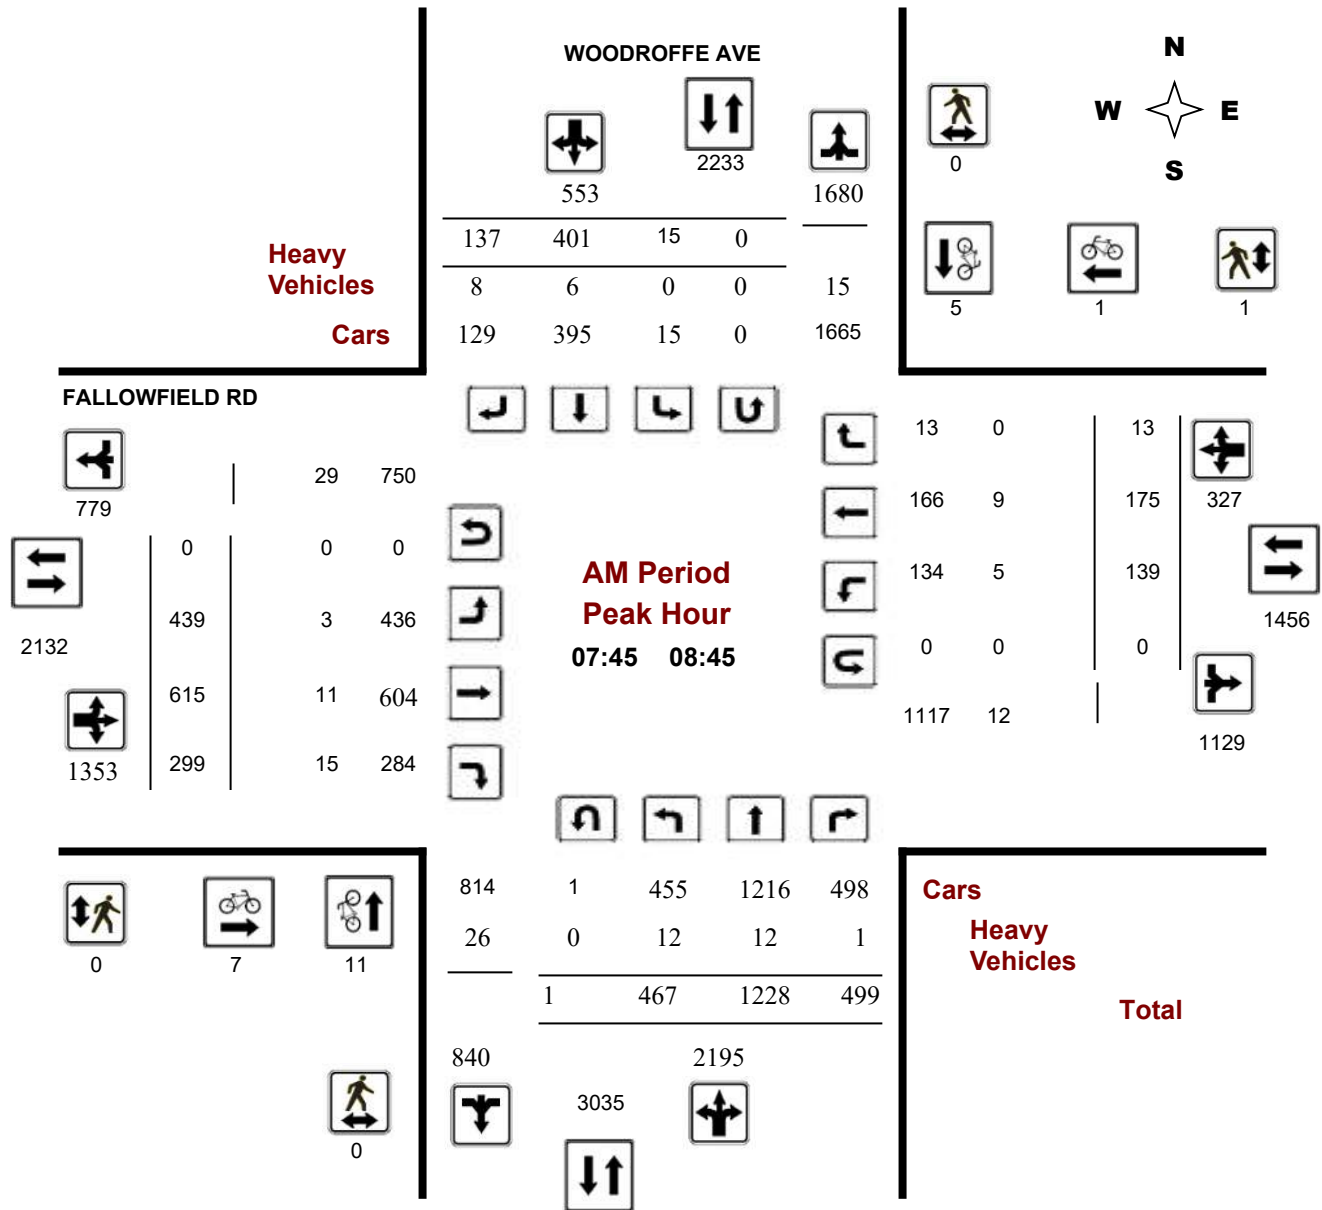 WOODROFFE AVE
N
W E
S
2233
0
553
1680
137 401 15 0
Heavy
Vehicles
8 6 0 0 15
5 1 1
Cars
129 395 15 0 1665
FALLOWFIELD RD
13 0 13
29 750
779
166 9 175 327
0 0 0
AM Period
134 5 139
Peak Hour
439 3 436
1456
2132
07:45 08:45
0 0 0
615 11 604
1117 12
1129
1353 299 15 284
814 1 455 1216 498
Cars
26 0 12 12 1
Heavy
Vehicles
0 7 11
1 467 1228 499
Total
840 2195
3035
0